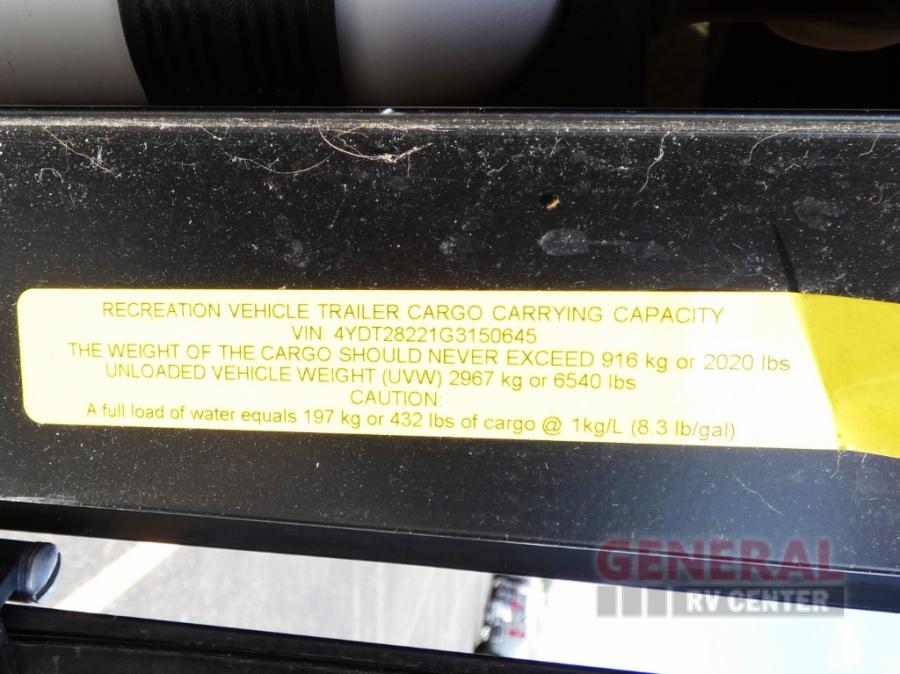 RECREATION VEHICLE TRAILER CARGO CARRYING CAPACITY
VIN: 4YDT28221G3150645
THE WEIGHT OF THE CARGO SHOULD NEVER EXCEED 916 kg or 2020 lbs
UNLOADED VEHICLE WEIGHT (UVW) 2967 kg or 6540 lbs
CAUTION:
A full load of water equals 197 kg or 432 lbs of cargo @ 1kg/L (8.3 lb/gal)
GENERAL
RV CENTER